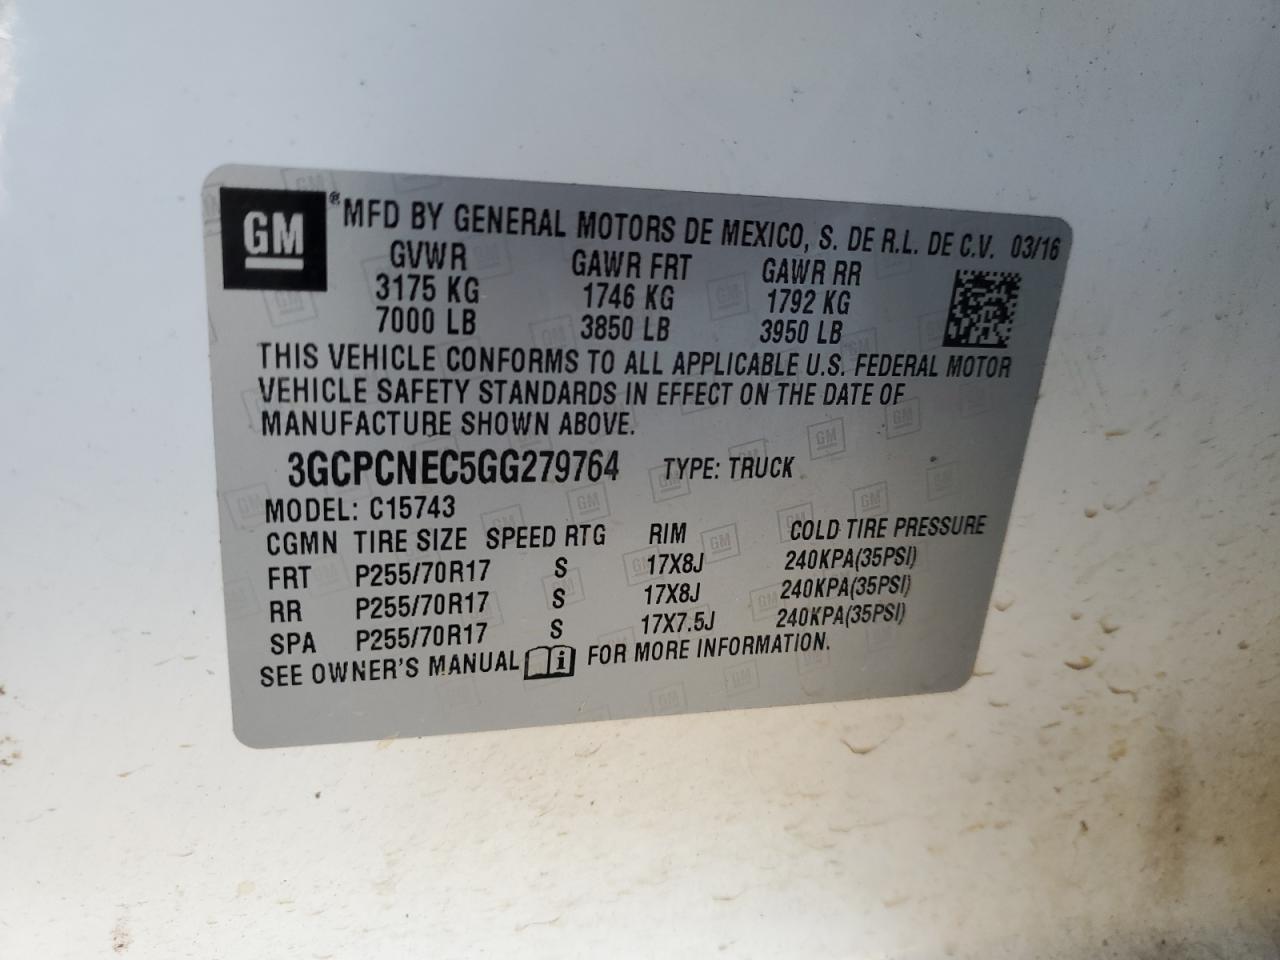 GM ® MFD BY GENERAL MOTORS DE MEXICO, S. DE R.L. DE C.V. 03/16
GVWR GAWR FRT GAWR RR
3175 KG 1746 KG 1792 KG
7000 LB 3850 LB 3950 LB
THIS VEHICLE CONFORMS TO ALL APPLICABLE U.S. FEDERAL MOTOR
VEHICLE SAFETY STANDARDS IN EFFECT ON THE DATE OF
MANUFACTURE SHOWN ABOVE.
3GCPCNEC5GG279764 TYPE: TRUCK
MODEL: C15743
CGMN TIRE SIZE SPEED RTG RIM COLD TIRE PRESSURE
FRT P255/70R17 S 17X8J 240KPA(35PSI)
RR P255/70R17 S 17X8J 240KPA(35PSI)
SPA P255/70R17 S 17X7.5J 240KPA(35PSI)
SEE OWNER'S MANUAL i FOR MORE INFORMATION.